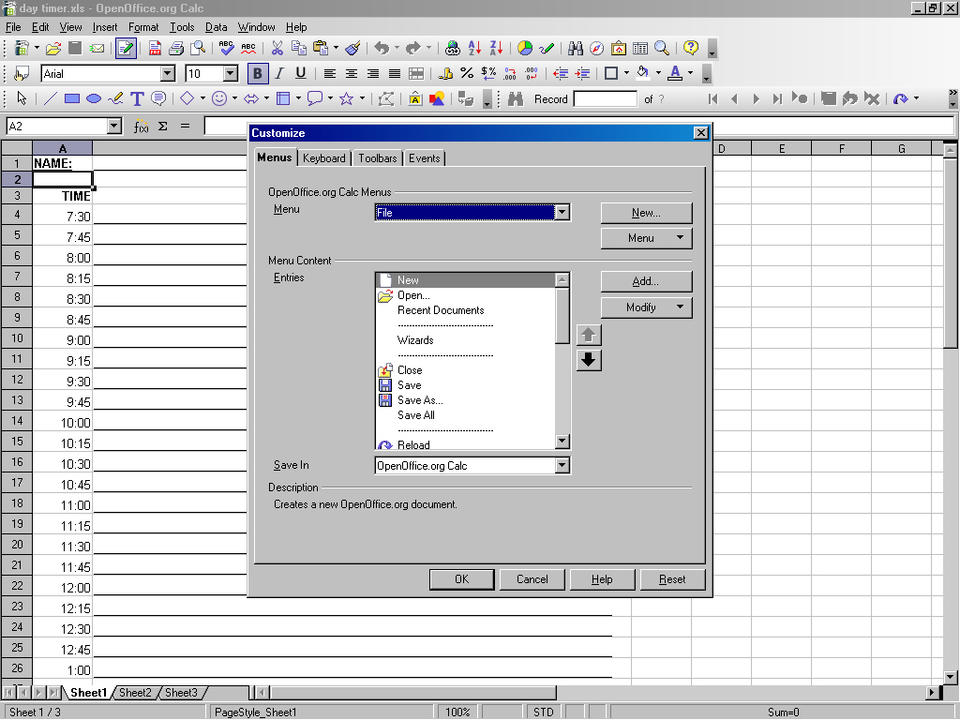 day timer.xls - OpenOffice.org Calc
File Edit View Insert Format Tools Data Window Help
Arial 10 B I U
Record of ?
A2 f(x) Σ =
A D E F G
1 NAME:
2
3 TIME
4 7:30
5 7:45
6 8:00
7 8:15
8 8:30
9 8:45
10 9:00
11 9:15
12 9:30
13 9:45
14 10:00
15 10:15
16 10:30
17 10:45
18 11:00
19 11:15
20 11:30
21 11:45
22 12:00
23 12:15
24 12:30
25 12:45
26 1:00
Customize
Menus Keyboard Toolbars Events
OpenOffice.org Calc Menus
Menu File New...
Menu
Menu Content
Entries New Add...
Open...
Recent Documents Modify
Wizards
Close
Save
Save As...
Save All
Reload
Save In OpenOffice.org Calc
Description
Creates a new OpenOffice.org document.
OK Cancel Help Reset
Sheet1 Sheet2 Sheet3
Sheet 1 / 3 PageStyle_Sheet1 100% STD Sum=0